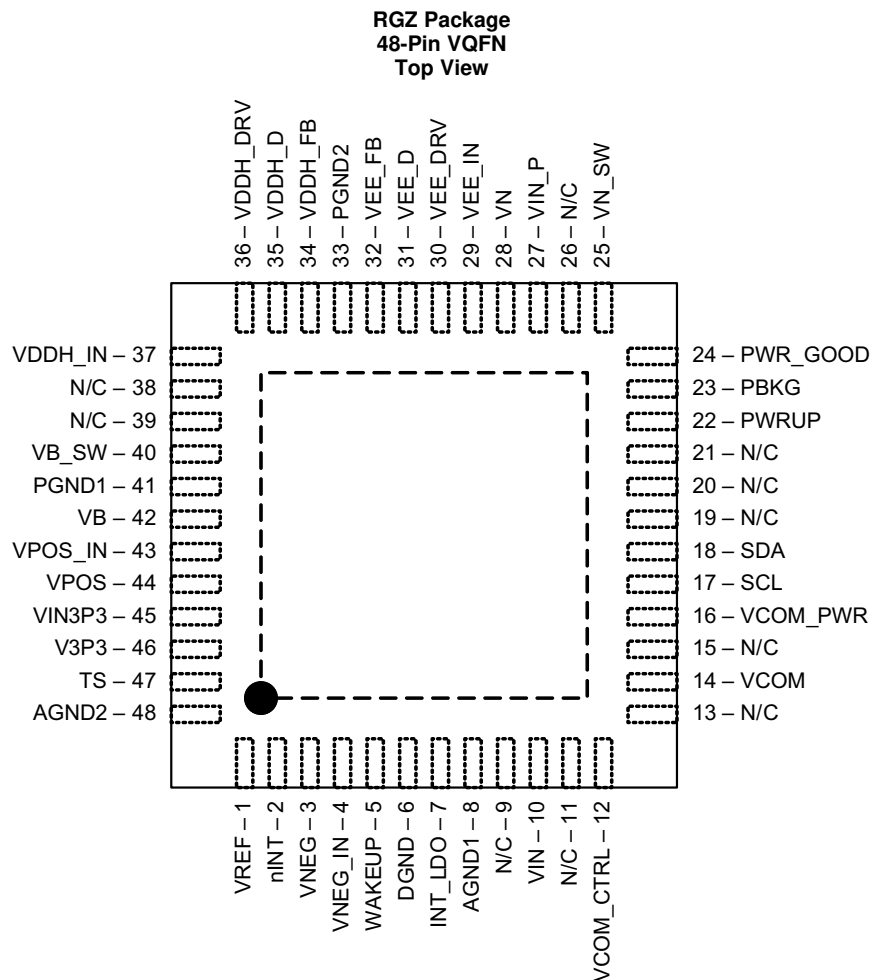 RGZ Package
48-Pin VQFN
Top View
36 – VDDH_DRV
35 – VDDH_D
34 – VDDH_FB
33 – PGND2
32 – VEE_FB
31 – VEE_D
30 – VEE_DRV
29 – VEE_IN
28 – VN
27 – VIN_P
26 – N/C
25 – VN_SW
VDDH_IN – 37
N/C – 38
N/C – 39
VB_SW – 40
PGND1 – 41
VB – 42
VPOS_IN – 43
VPOS – 44
VIN3P3 – 45
V3P3 – 46
TS – 47
AGND2 – 48
24 – PWR_GOOD
23 – PBKG
22 – PWRUP
21 – N/C
20 – N/C
19 – N/C
18 – SDA
17 – SCL
16 – VCOM_PWR
15 – N/C
14 – VCOM
13 – N/C
VREF – 1
nINT – 2
VNEG – 3
VNEG_IN – 4
WAKEUP – 5
DGND – 6
INT_LDO – 7
AGND1 – 8
N/C – 9
VIN – 10
N/C – 11
VCOM_CTRL – 12